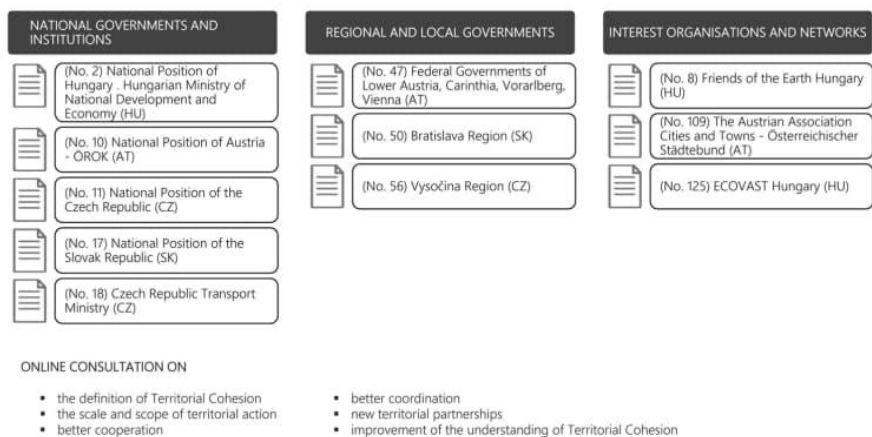 NATIONAL GOVERNMENTS AND
INSTITUTIONS
(No. 2) National Position of
Hungary . Hungarian Ministry of
National Development and
Economy (HU)
(No. 10) National Position of Austria
- ÖROK (AT)
(No. 11) National Position of the
Czech Republic (CZ)
(No. 17) National Position of the
Slovak Republic (SK)
(No. 18) Czech Republic Transport
Ministry (CZ)
REGIONAL AND LOCAL GOVERNMENTS
(No. 47) Federal Governments of
Lower Austria, Carinthia, Vorarlberg,
Vienna (AT)
(No. 50) Bratislava Region (SK)
(No. 56) Vysočina Region (CZ)
INTEREST ORGANISATIONS AND NETWORKS
(No. 8) Friends of the Earth Hungary
(HU)
(No. 109) The Austrian Association
Cities and Towns - Österreichischer
Städtebund (AT)
(No. 125) ECOVAST Hungary (HU)
ONLINE CONSULTATION ON
▪ the definition of Territorial Cohesion
▪ the scale and scope of territorial action
▪ better cooperation
▪ better coordination
▪ new territorial partnerships
▪ improvement of the understanding of Territorial Cohesion